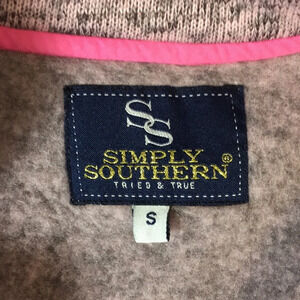 SS
SIMPLY
SOUTHERN®
TRIED & TRUE
S